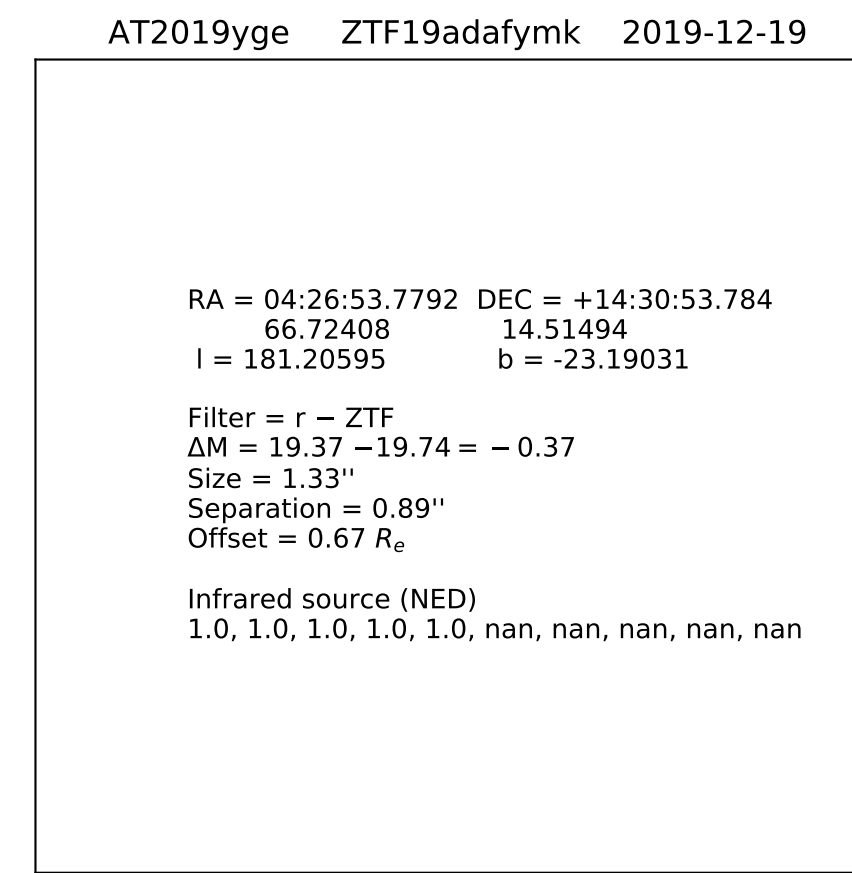 AT2019yge ZTF19adafymk 2019-12-19
RA = 04:26:53.7792 DEC = +14:30:53.784
66.72408 14.51494
l = 181.20595 b = -23.19031
Filter = r − ZTF
ΔM = 19.37 −19.74 = − 0.37
Size = 1.33''
Separation = 0.89''
Offset = 0.67 Re
Infrared source (NED)
1.0, 1.0, 1.0, 1.0, 1.0, nan, nan, nan, nan, nan